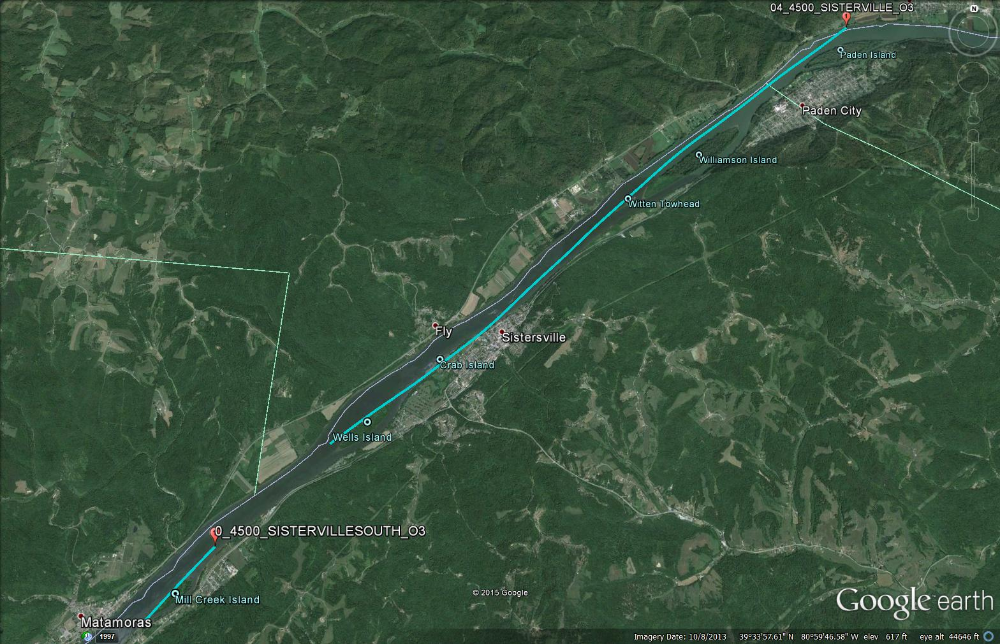 04_4500_SISTERVILLE_O3
N
1
Paden Island
Paden City
Williamson Island
Witten Towhead
Fly
Sistersville
Crab Island
Wells Island
0_4500_SISTERVILLESOUTH_O3
© 2015 Google
Google earth
Mill Creek Island
Matamoras
1997
Imagery Date: 10/8/2013 39°33'57.61" N 80°59'46.58" W elev 617 ft eye alt 44646 ft